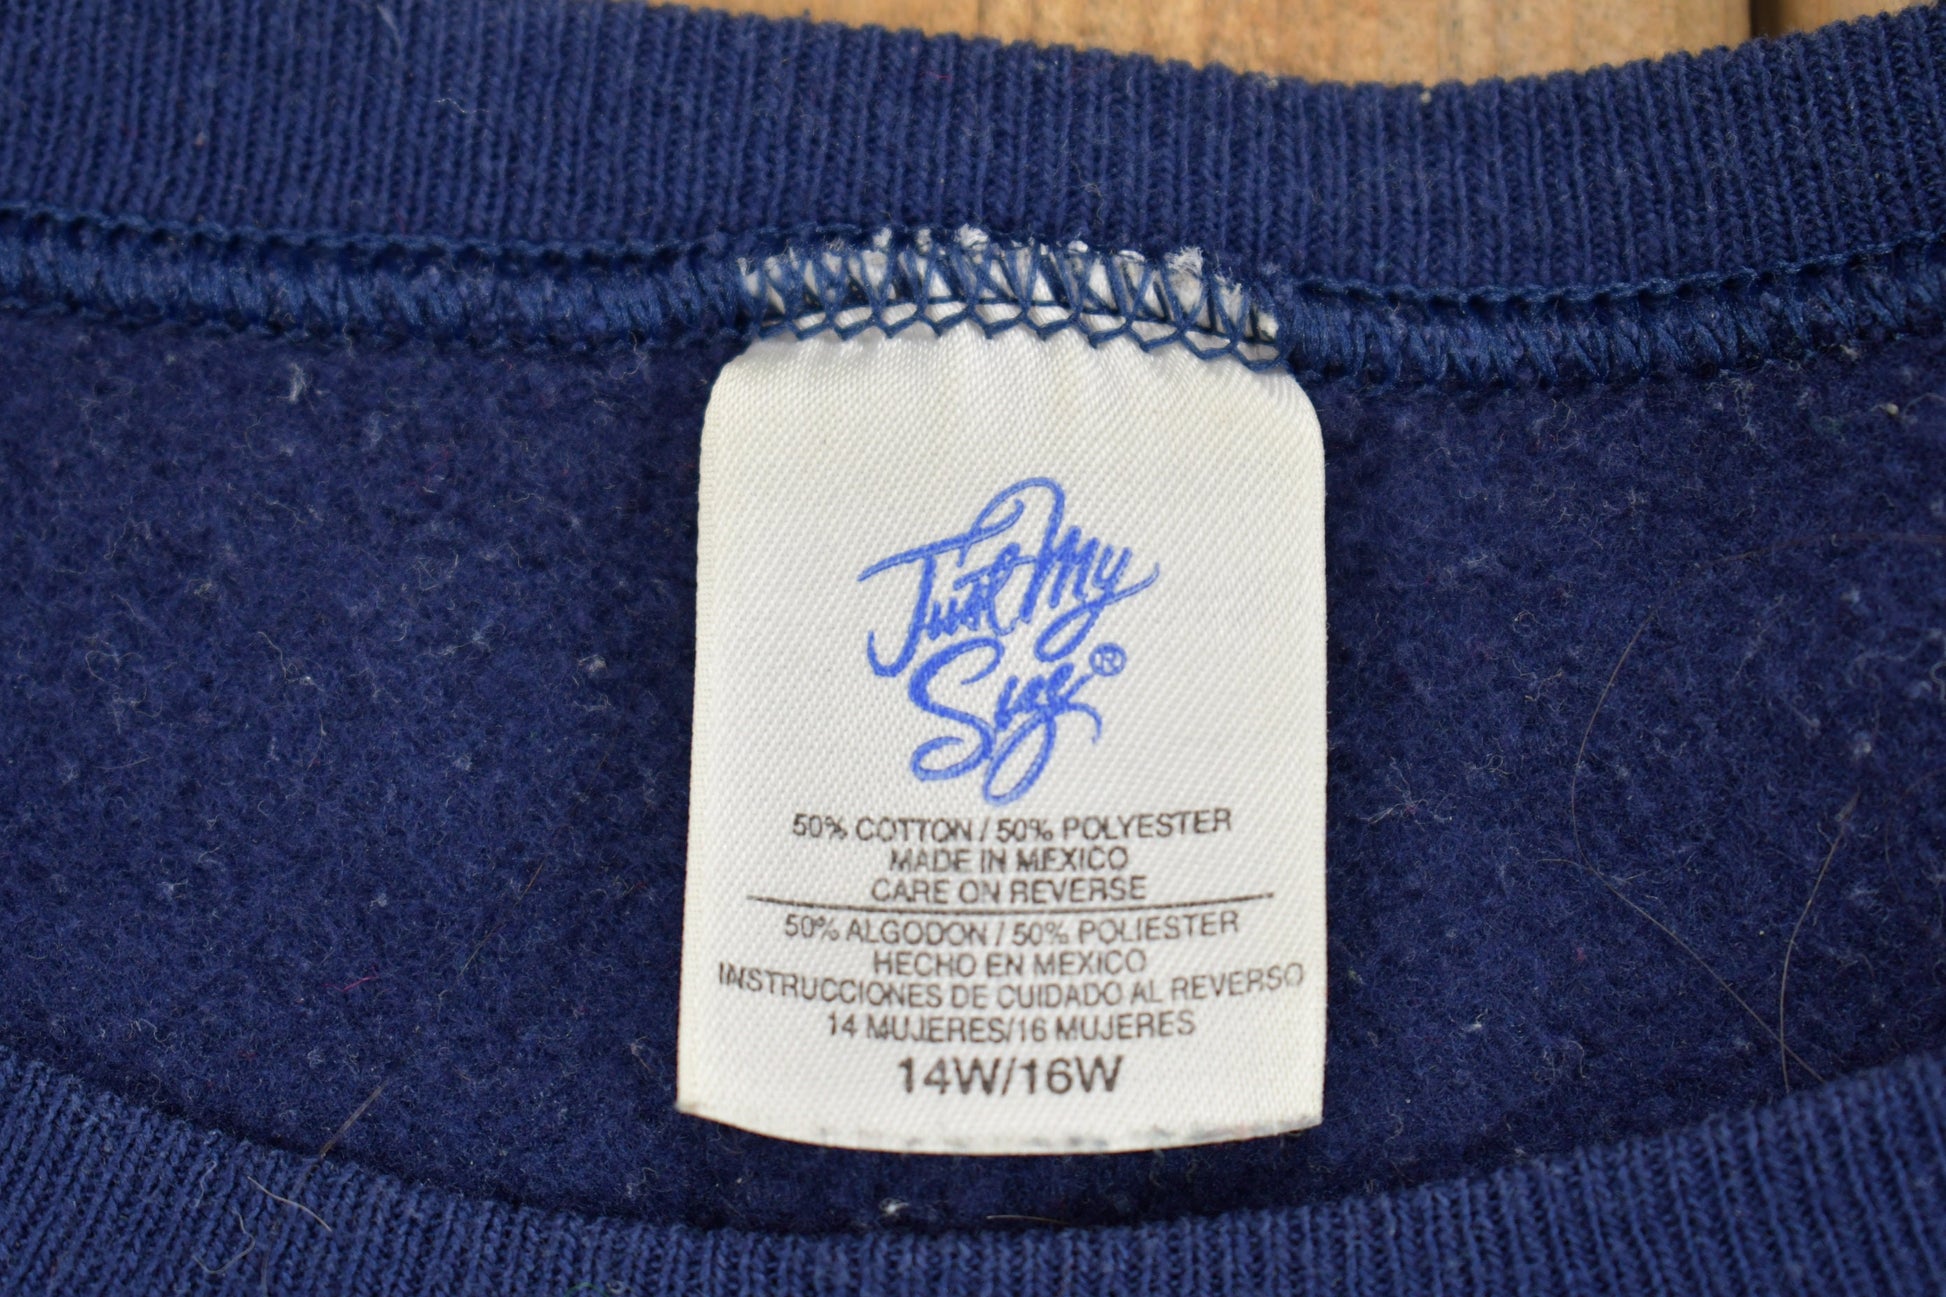 Just My
Size®
50% COTTON / 50% POLYESTER
MADE IN MEXICO
CARE ON REVERSE
50% ALGODON / 50% POLIESTER
HECHO EN MEXICO
INSTRUCCIONES DE CUIDADO AL REVERSO
14 MUJERES/16 MUJERES
14W/16W